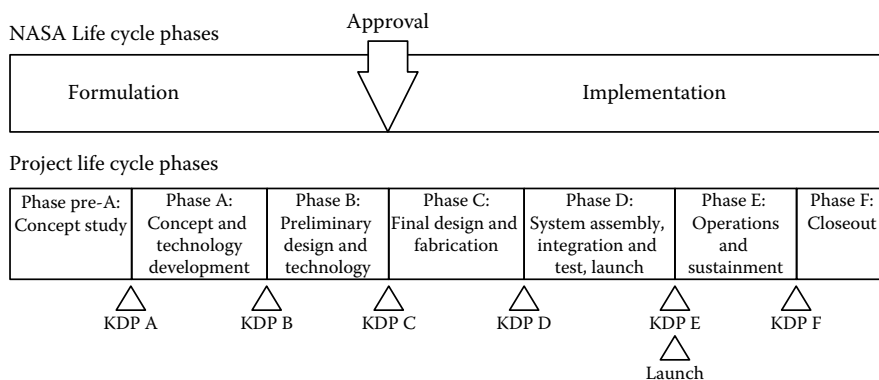 Approval
NASA Life cycle phases
Formulation
Implementation
Project life cycle phases
Phase pre-A:
Concept study
Phase A:
Concept and
technology
development
Phase B:
Preliminary
design and
technology
Phase C:
Final design and
fabrication
Phase D:
System assembly,
integration and
test, launch
Phase E:
Operations
and
sustainment
Phase F:
Closeout
KDP A
KDP B
KDP C
KDP D
KDP E
KDP F
Launch